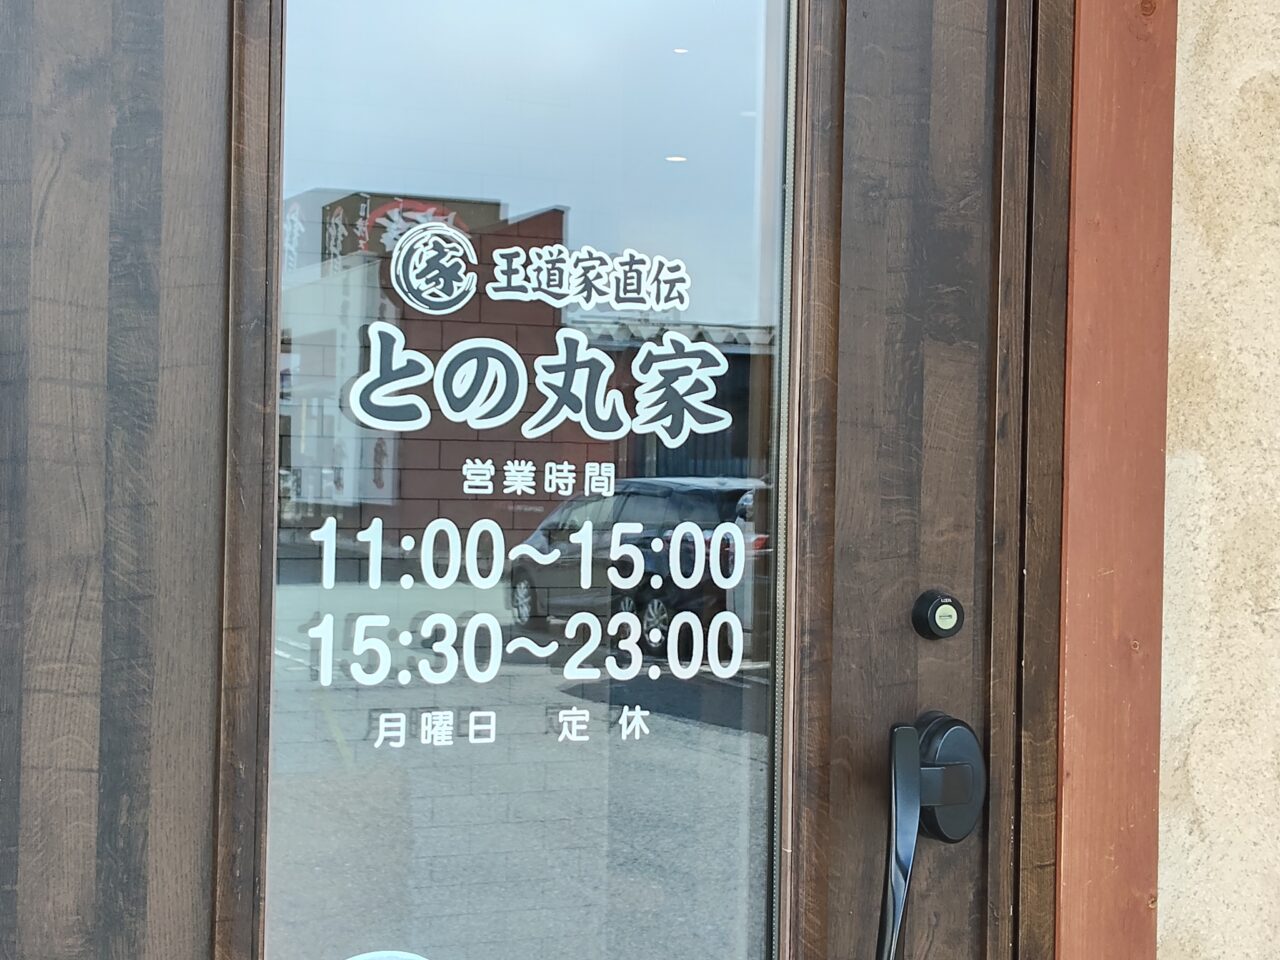 家 王道家直伝
との丸家
営業時間
11:00〜15:00
15:30〜23:00
月曜日 定休